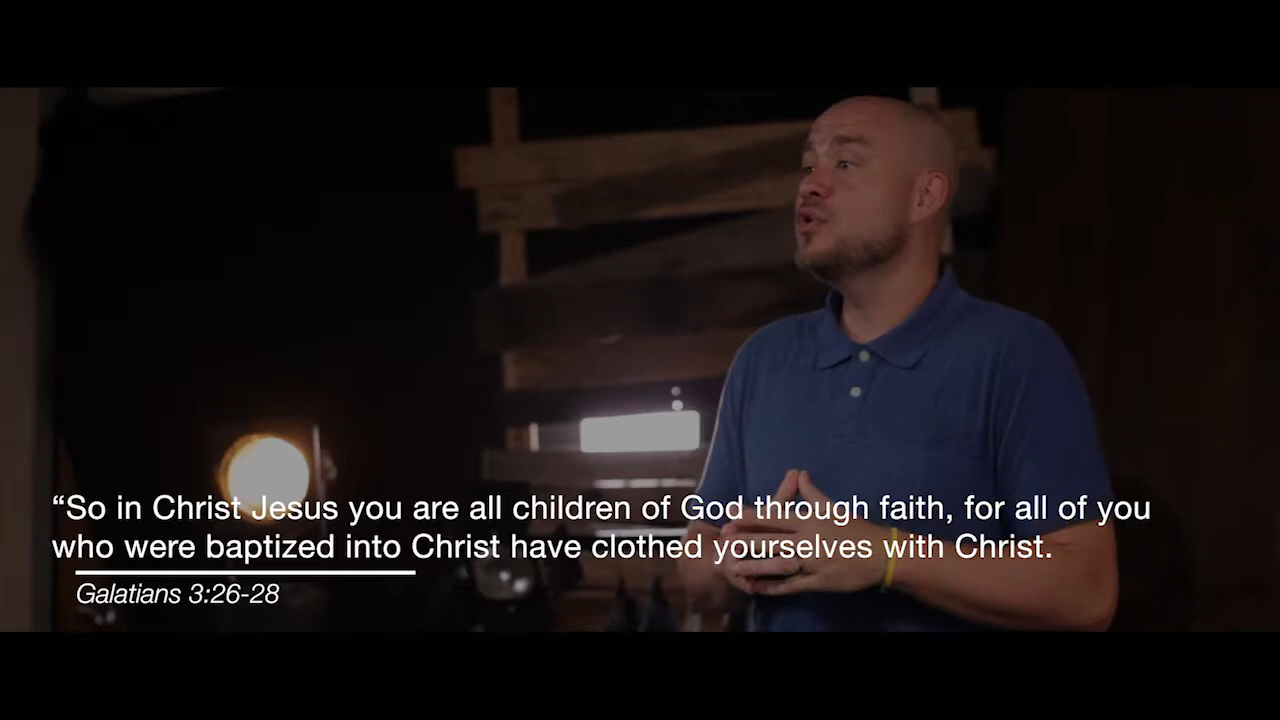 “So in Christ Jesus you are all children of God through faith, for all of you
who were baptized into Christ have clothed yourselves with Christ.
Galatians 3:26-28